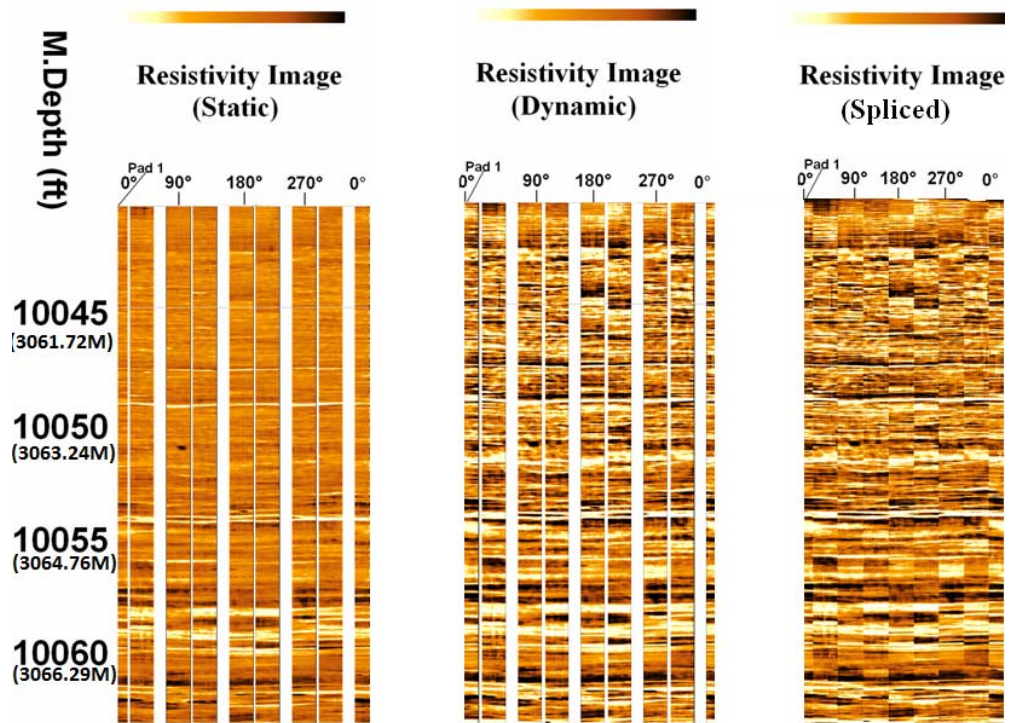 M.Depth (ft)
Resistivity Image
(Static)
Pad 1
0° 90° 180° 270° 0°
Resistivity Image
(Dynamic)
Pad 1
0° 90° 180° 270° 0°
Resistivity Image
(Spliced)
Pad 1
0° 90° 180° 270° 0°
10045
(3061.72M)
10050
(3063.24M)
10055
(3064.76M)
10060
(3066.29M)